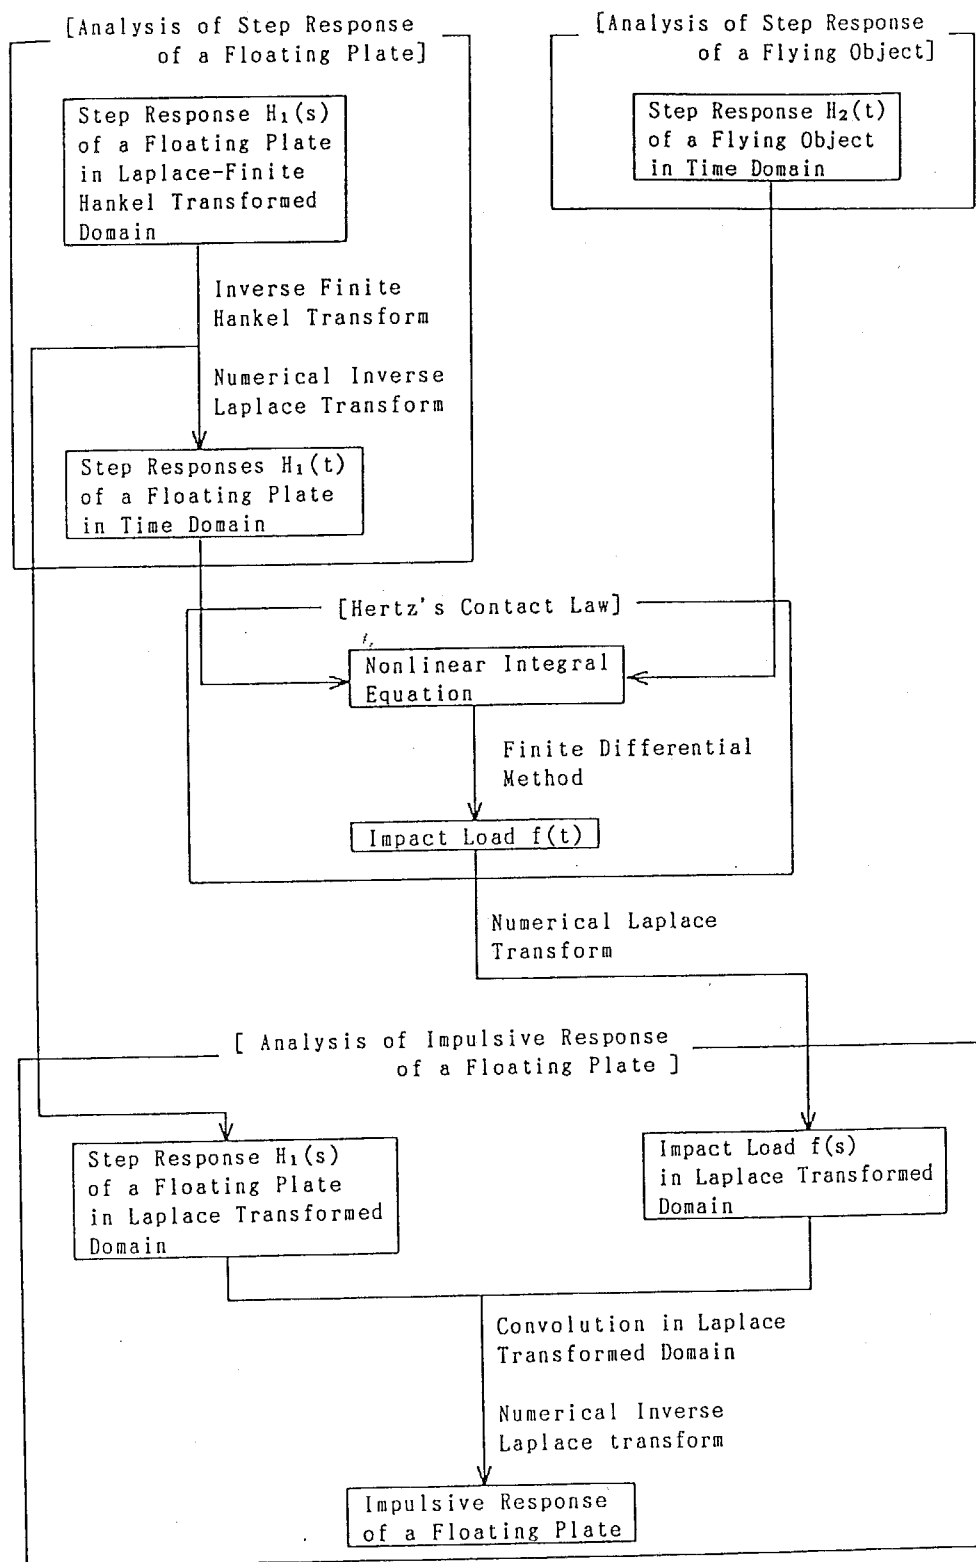 [Analysis of Step Response
of a Floating Plate]
[Analysis of Step Response
of a Flying Object]
Step Response H₁(s)
of a Floating Plate
in Laplace-Finite
Hankel Transformed
Domain
Step Response H₂(t)
of a Flying Object
in Time Domain
Inverse Finite
Hankel Transform
Numerical Inverse
Laplace Transform
Step Responses H₁(t)
of a Floating Plate
in Time Domain
[Hertz's Contact Law]
Nonlinear Integral
Equation
Finite Differential
Method
Impact Load f(t)
Numerical Laplace
Transform
[ Analysis of Impulsive Response
of a Floating Plate ]
Step Response H₁(s)
of a Floating Plate
in Laplace Transformed
Domain
Impact Load f(s)
in Laplace Transformed
Domain
Convolution in Laplace
Transformed Domain
Numerical Inverse
Laplace transform
Impulsive Response
of a Floating Plate